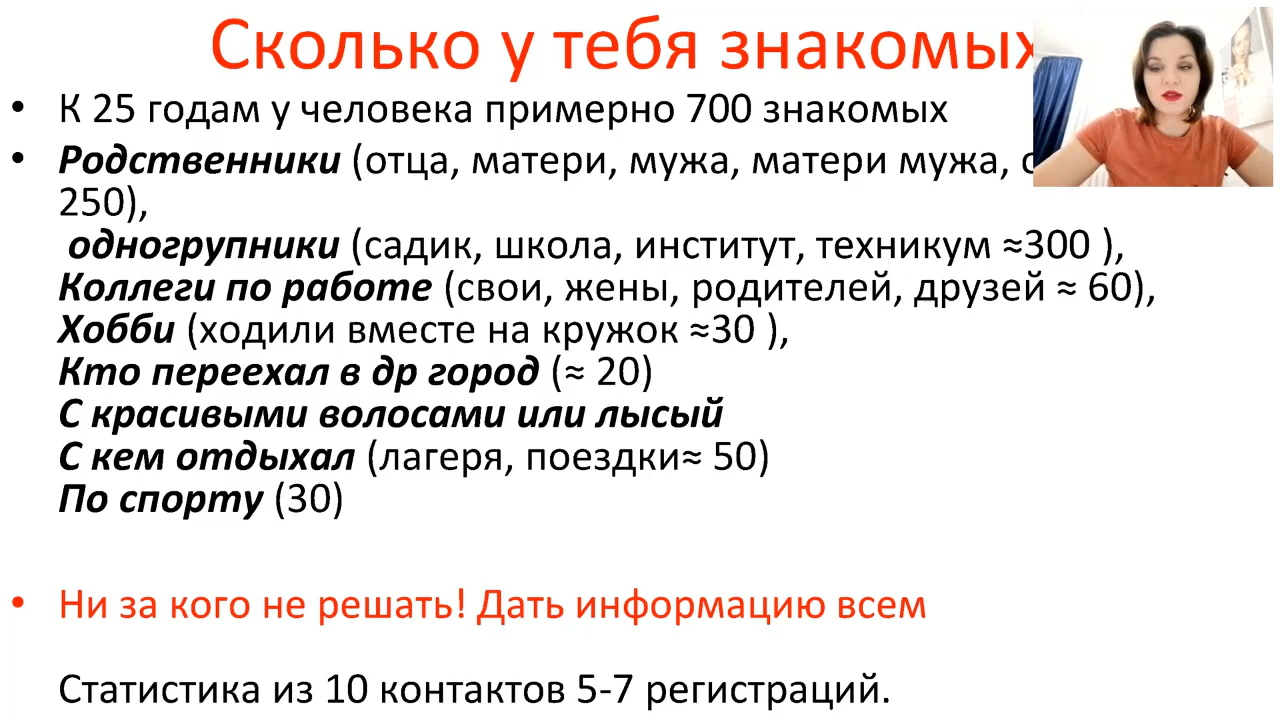 Сколько у тебя знакомых
• К 25 годам у человека примерно 700 знакомых
• Родственники (отца, матери, мужа, матери мужа,
250),
одногрупники (садик, школа, институт, техникум ≈300 ),
Коллеги по работе (свои, жены, родителей, друзей ≈ 60),
Хобби (ходили вместе на кружок ≈30 ),
Кто переехал в др город (≈ 20)
С красивыми волосами или лысый
С кем отдыхал (лагеря, поездки≈ 50)
По спорту (30)
• Ни за кого не решать! Дать информацию всем
Статистика из 10 контактов 5-7 регистраций.